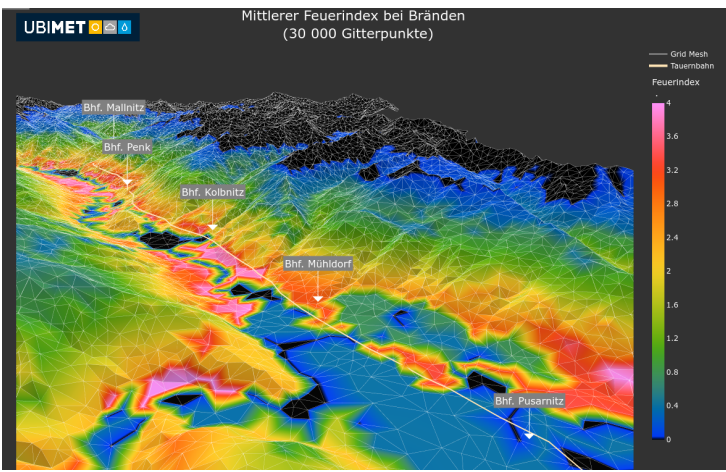 UBIMET
Mittlerer Feuerindex bei Bränden
(30 000 Gitterpunkte)
Grid Mesh
Tauernbahn
FeuerIndex
4
3.6
3.2
2.8
2.4
2
1.6
1.2
0.8
0.4
0
Bhf. Mallnitz
Bhf. Penk
Bhf. Kolbnitz
Bhf. Mühldorf
Bhf. Pusarnitz